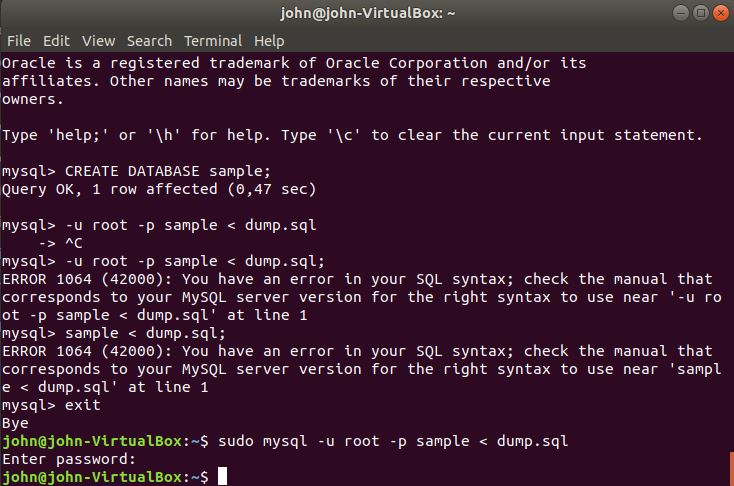 john@john-VirtualBox: ~
File Edit View Search Terminal Help
Oracle is a registered trademark of Oracle Corporation and/or its
affiliates. Other names may be trademarks of their respective
owners.
Type 'help;' or '\h' for help. Type '\c' to clear the current input statement.
mysql> CREATE DATABASE sample;
Query OK, 1 row affected (0,47 sec)
mysql> -u root -p sample < dump.sql
    -> ^C
mysql> -u root -p sample < dump.sql;
ERROR 1064 (42000): You have an error in your SQL syntax; check the manual that
corresponds to your MySQL server version for the right syntax to use near '-u ro
ot -p sample < dump.sql' at line 1
mysql> sample < dump.sql;
ERROR 1064 (42000): You have an error in your SQL syntax; check the manual that
corresponds to your MySQL server version for the right syntax to use near 'sampl
e < dump.sql' at line 1
mysql> exit
Bye
john@john-VirtualBox:~$ sudo mysql -u root -p sample < dump.sql
Enter password:
john@john-VirtualBox:~$